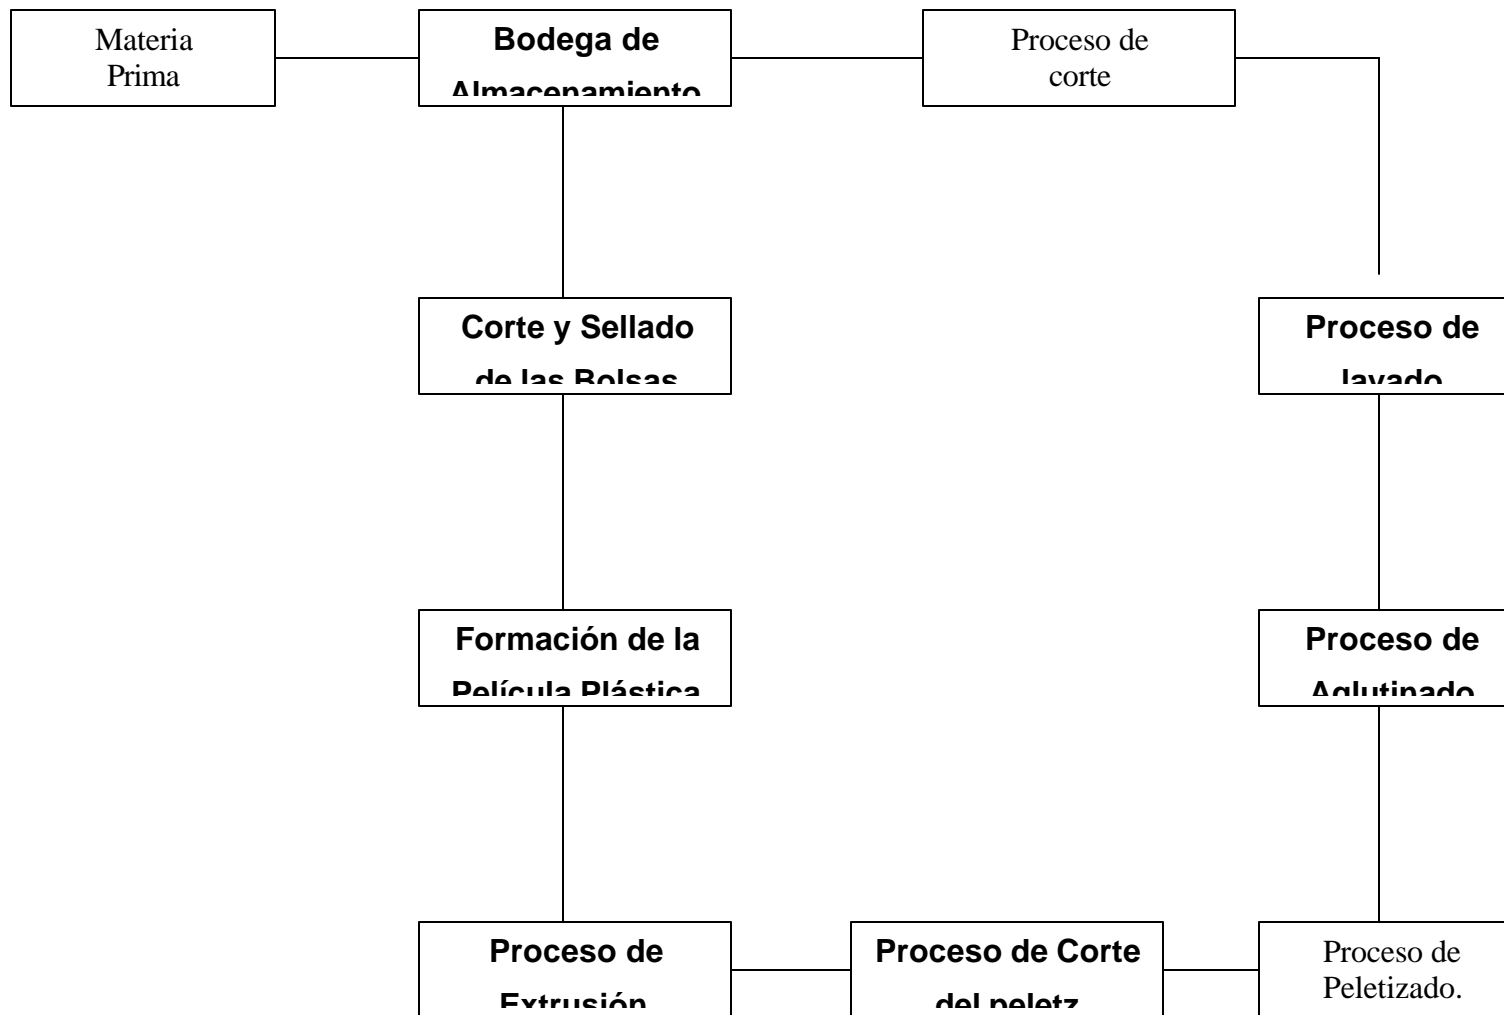 Materia
Prima
Bodega de
Almacenamiento
Proceso de
corte
Corte y Sellado
de las Bolsas
Proceso de
lavado
Formación de la
Película Plástica
Proceso de
Aglutinado
Proceso de
Extrusión
Proceso de Corte
del peletz
Proceso de
Peletizado.